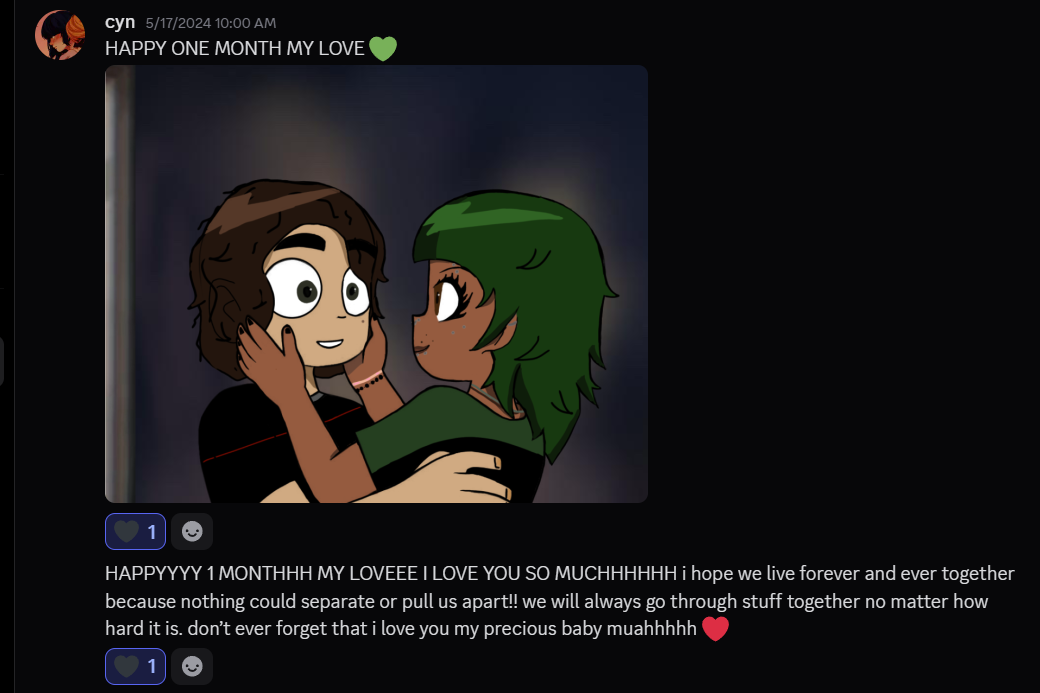 cyn 5/17/2024 10:00 AM
HAPPY ONE MONTH MY LOVE💚
1
HAPPYYYY 1 MONTHHH MY LOVEEE I LOVE YOU SO MUCHHHHHH i hope we live forever and ever together
because nothing could separate or pull us apart!! we will always go through stuff together no matter how
hard it is. don’t ever forget that i love you my precious baby muahhhhh ❤️
1